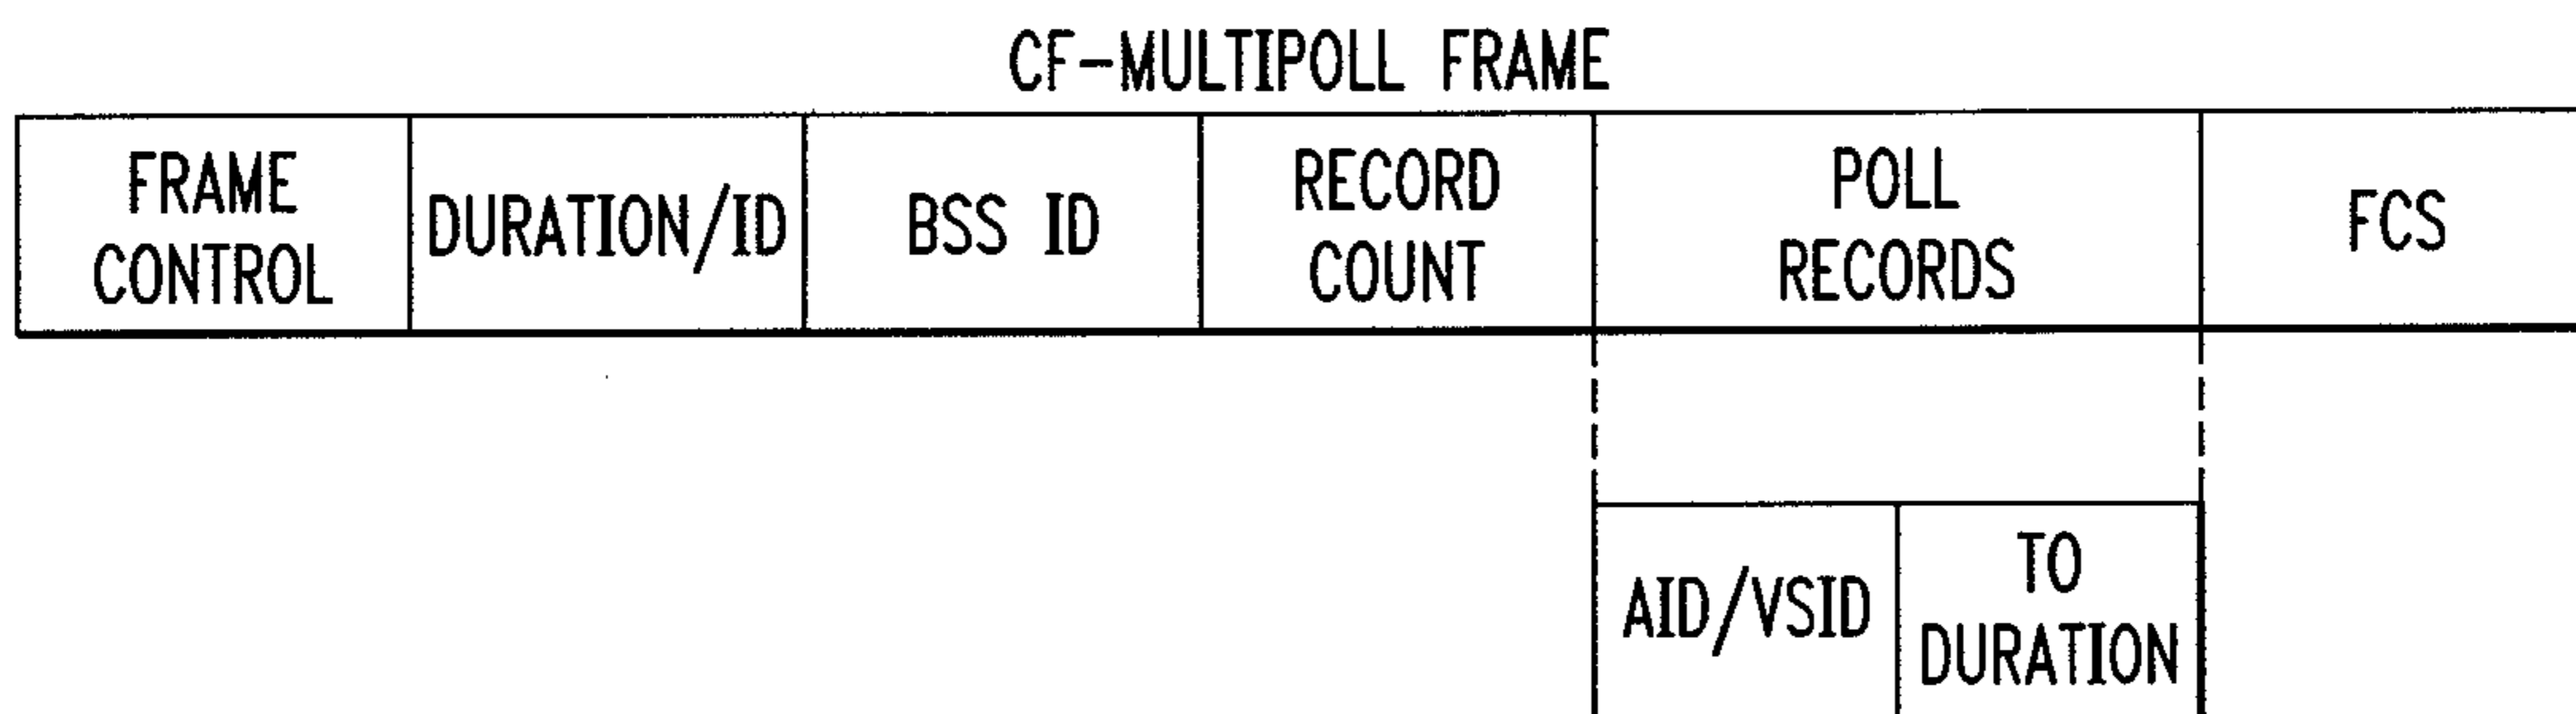 CF-MULTIPOLL FRAME
FRAME
CONTROL
DURATION/ID
BSS ID
RECORD
COUNT
POLL
RECORDS
FCS
AID/VSID
TO
DURATION